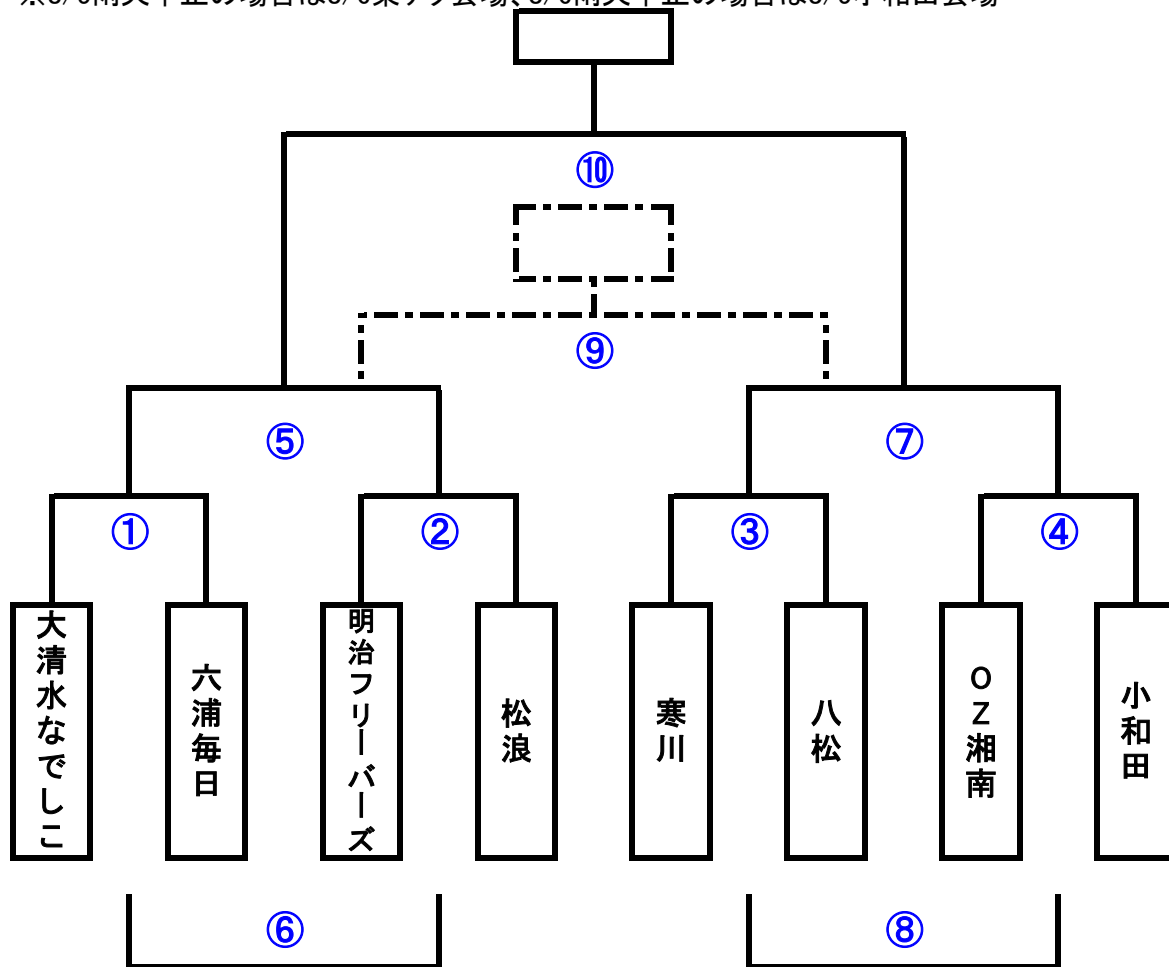 ⑩
⑨
⑤
⑦
①
②
③
④
大清水なでしこ
六浦毎日
明治フリーバーズ
松浪
寒川
八松
OZ湘南
小和田
⑥
⑧